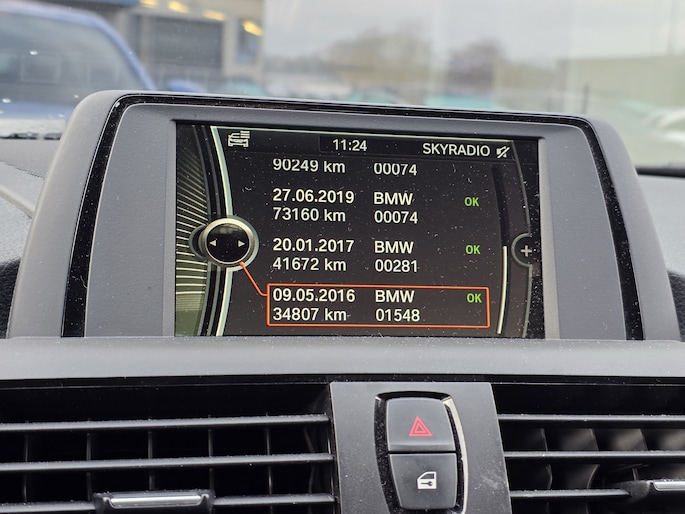 11:24 SKYRADIO
90249 km 00074
27.06.2019 BMW OK
73160 km 00074
20.01.2017 BMW OK
41672 km 00281
09.05.2016 BMW OK
34807 km 01548
+